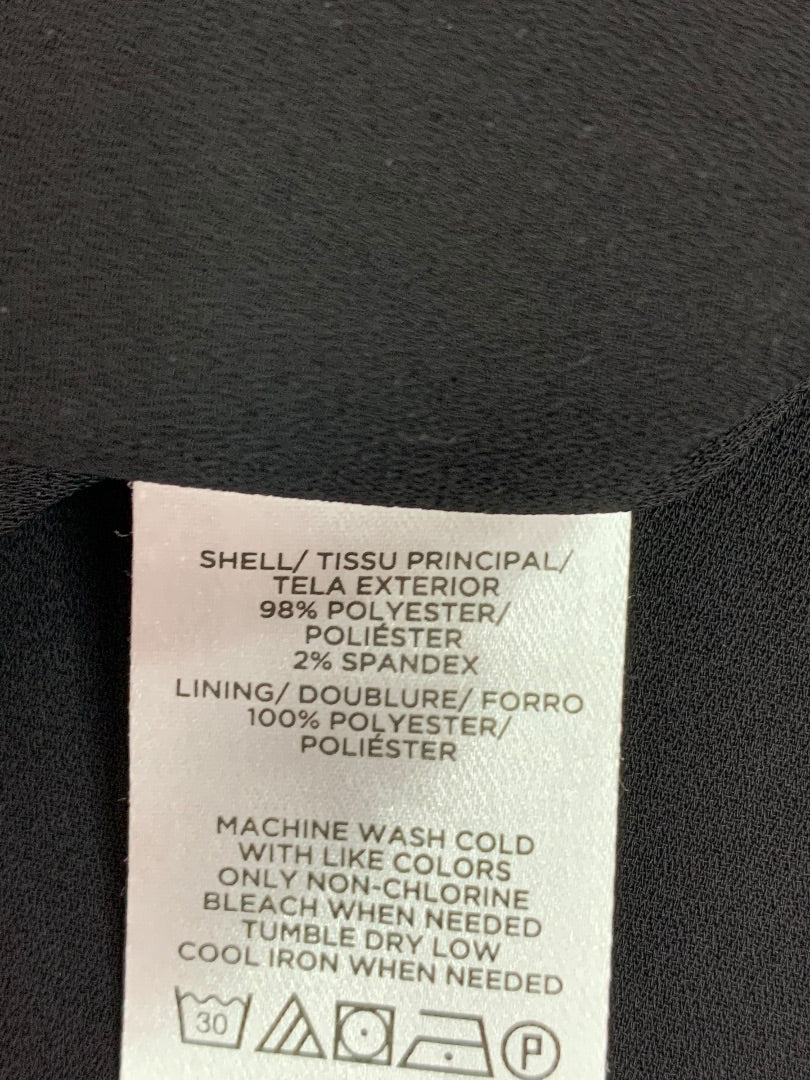 SHELL/ TISSU PRINCIPAL/
TELA EXTERIOR
98% POLYESTER/
POLIÉSTER
2% SPANDEX
LINING/ DOUBLURE/ FORRO
100% POLYESTER/
POLIÉSTER
MACHINE WASH COLD
WITH LIKE COLORS
ONLY NON-CHLORINE
BLEACH WHEN NEEDED
TUMBLE DRY LOW
COOL IRON WHEN NEEDED
30 P